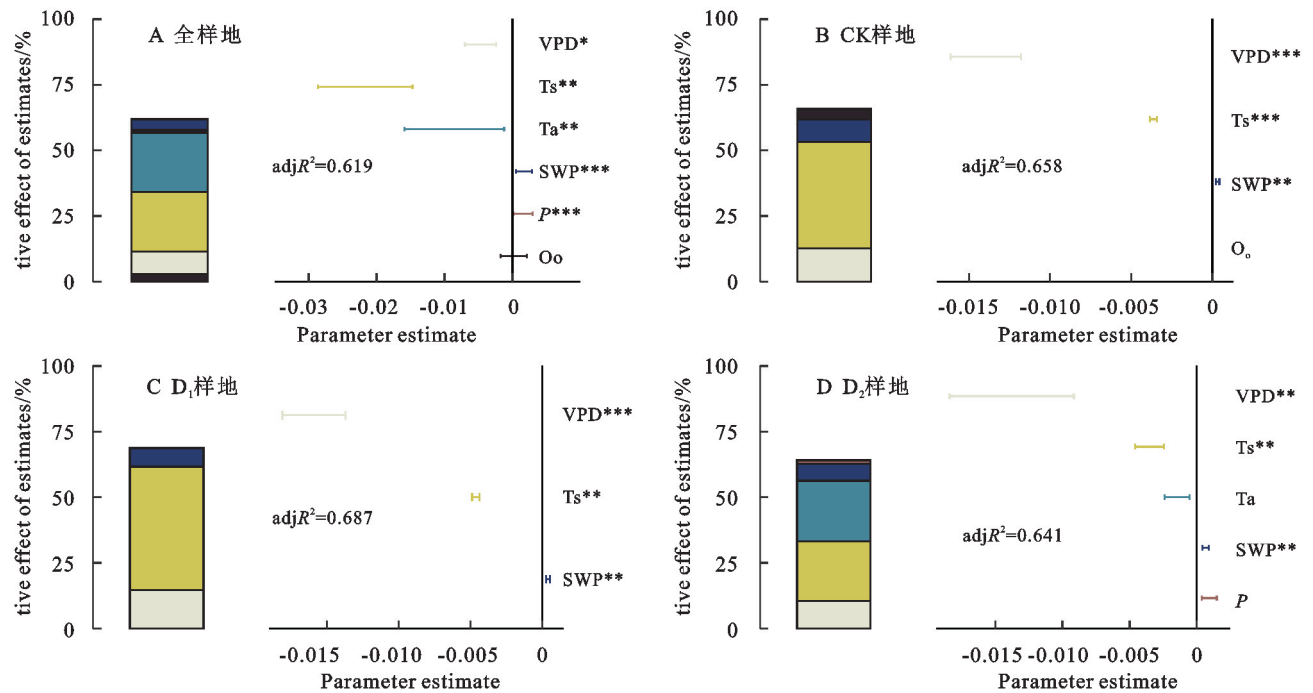 A 全样地
tive effect of estimates/%
100
75
50
25
0
VPD*
Ts**
Ta**
SWP***
P***
Oo
adjR²=0.619
-0.03
-0.02
-0.01
0
Parameter estimate
B CK样地
tive effect of estimates/%
100
75
50
25
0
VPD***
Ts***
SWP**
Oₒ
adjR²=0.658
-0.015
-0.010
-0.005
0
Parameter estimate
C D₁样地
tive effect of estimates/%
100
75
50
25
0
VPD***
Ts**
SWP**
adjR²=0.687
-0.015
-0.010
-0.005
0
Parameter estimate
D D₂样地
tive effect of estimates/%
100
75
50
25
0
VPD**
Ts**
Ta
SWP**
P
adjR²=0.641
-0.015
-0.010
-0.005
0
Parameter estimate